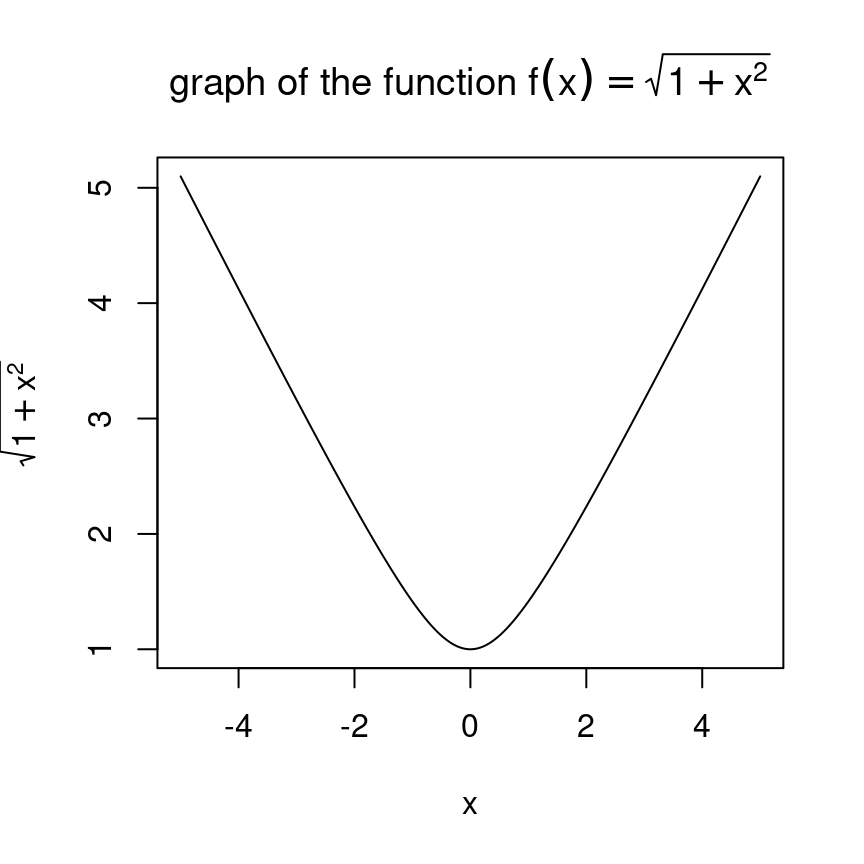 graph of the function f(x) = √1 + x²
5
4
3
2
1
√1 + x²
-4 -2 0 2 4
x